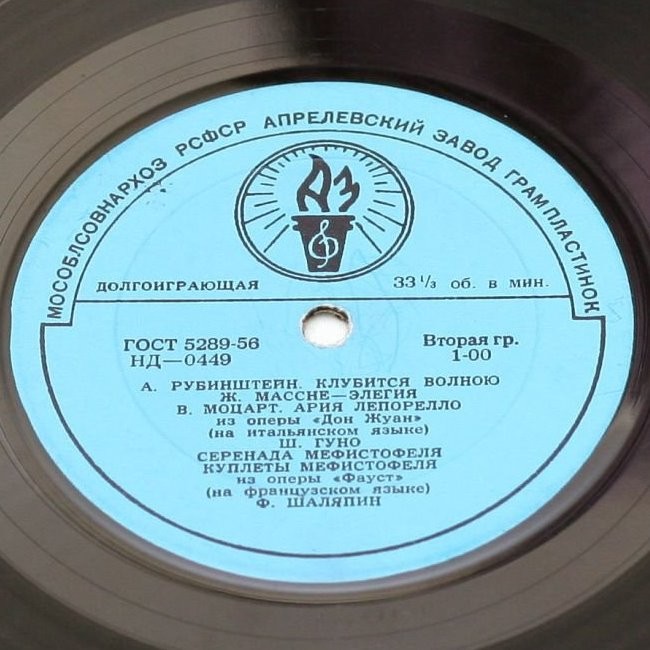 МОСОБЛСОВНАРХОЗ РСФСР АПРЕЛЕВСКИЙ ЗАВОД ГРАМПЛАСТИНОК
АЗ
ДОЛГОИГРАЮЩАЯ
33 ⅓ об. в мин.
ГОСТ 5289-56
НД—0449
Вторая гр.
1-00
А. РУБИНШТЕЙН. КЛУБИТСЯ ВОЛНОЮ
Ж. МАССНЕ—ЭЛЕГИЯ
В. МОЦАРТ. АРИЯ ЛЕПОРЕЛЛО
из оперы «Дон Жуан»
(на итальянском языке)
Ш. ГУНО
СЕРЕНАДА МЕФИСТОФЕЛЯ
КУПЛЕТЫ МЕФИСТОФЕЛЯ
из оперы «Фауст»
(на французском языке)
Ф. ШАЛЯПИН